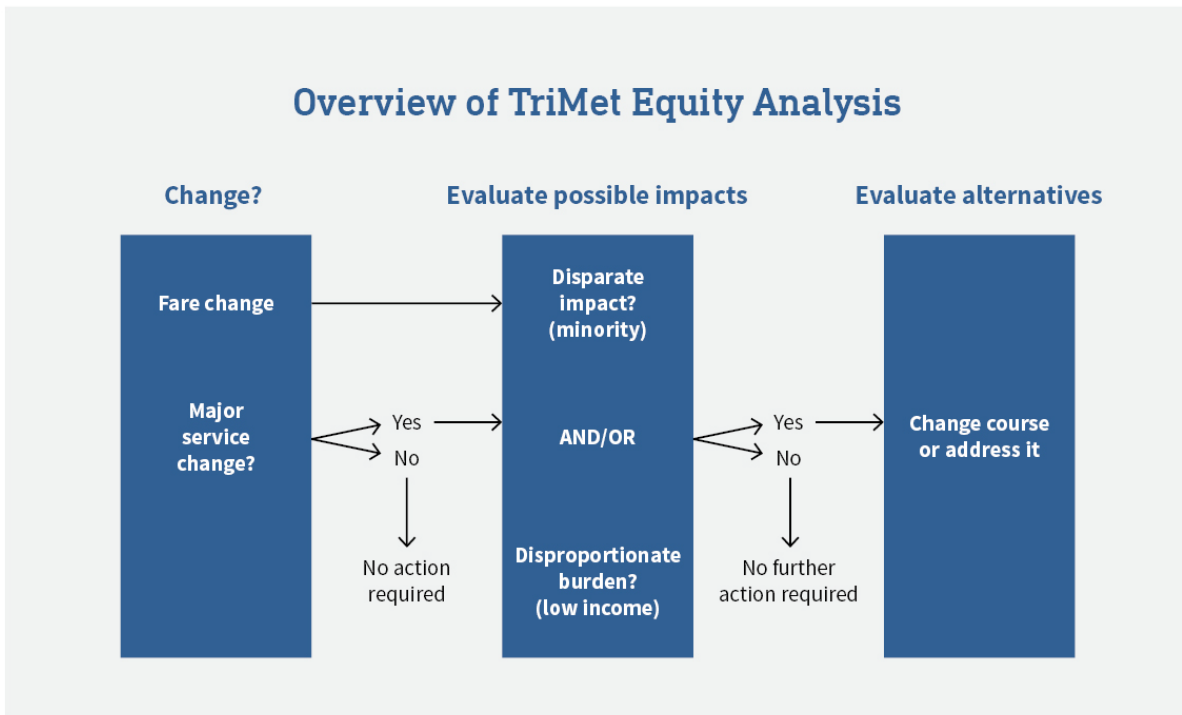 Overview of TriMet Equity Analysis
Change?
Fare change
Major
service
change?
Yes
No
No action
required
Evaluate possible impacts
Disparate
impact?
(minority)
AND/OR
Disproportionate
burden?
(low income)
Yes
No
No further
action required
Evaluate alternatives
Change course
or address it